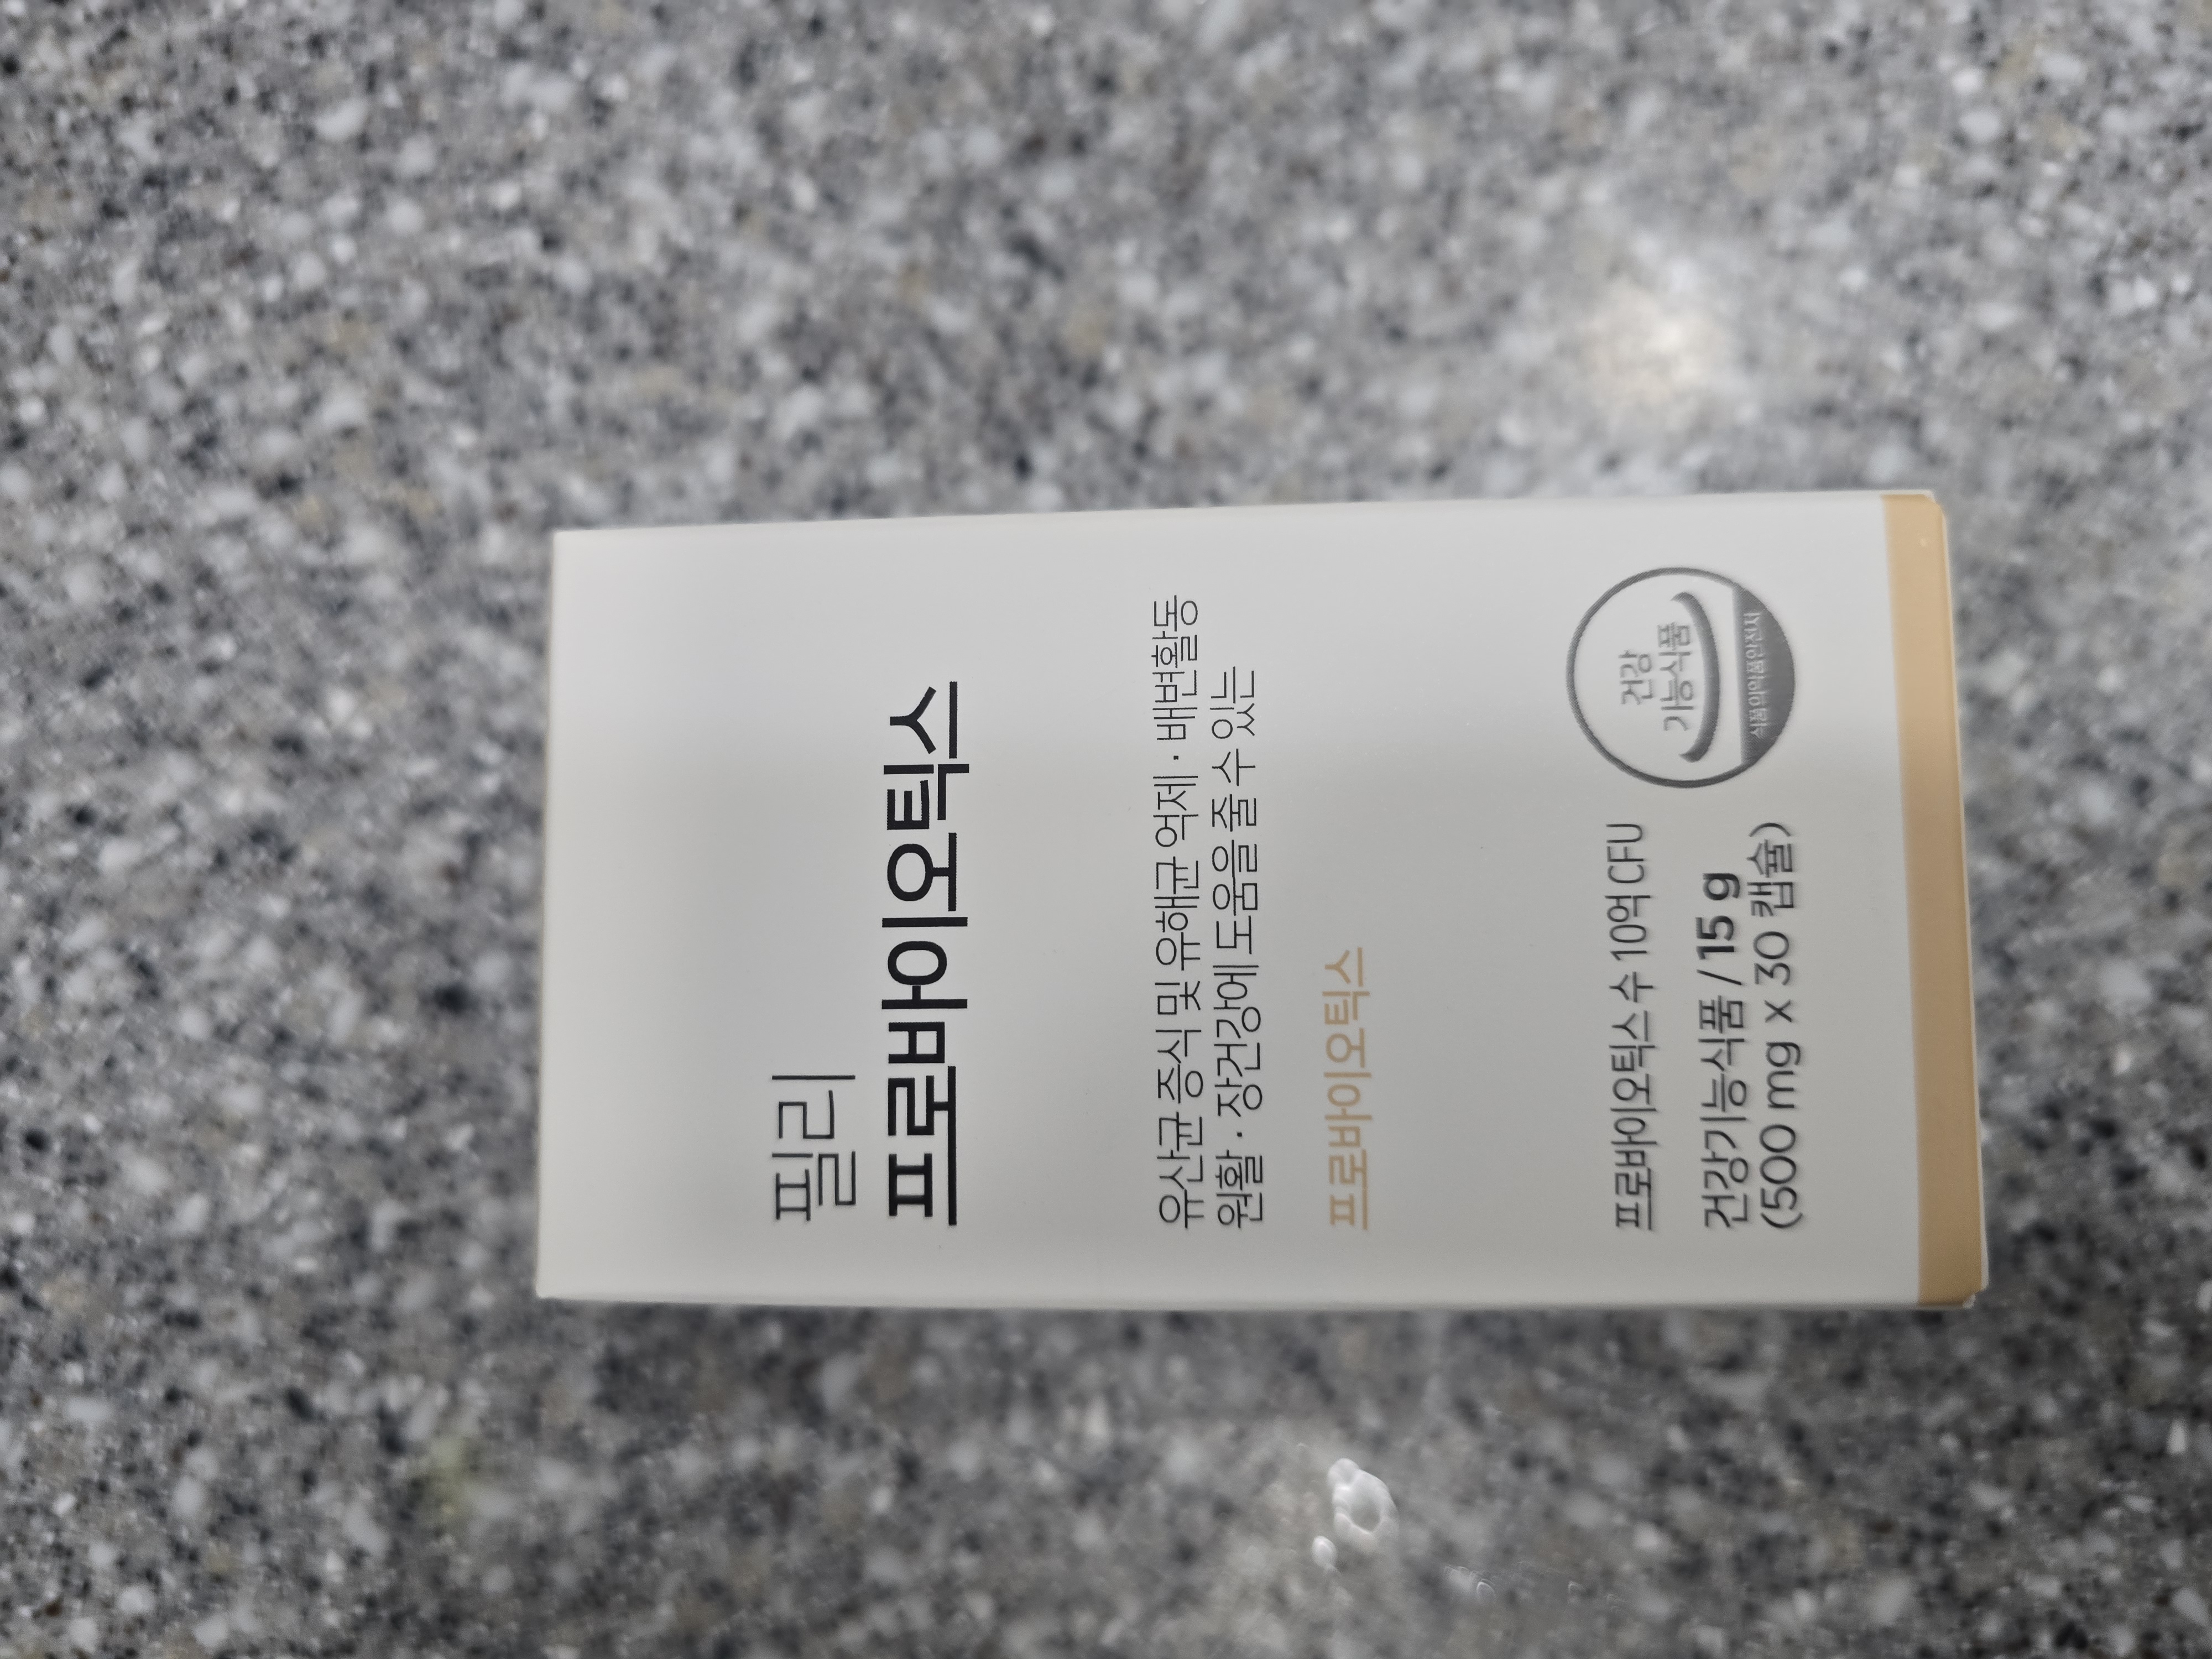 필리
프로바이오틱스
유산균 증식 및 유해균 억제 · 배변활동
원활 · 장건강에 도움을 줄 수 있는
프로바이오틱스
프로바이오틱스 수 10억 CFU
건강기능식품 / 15 g
(500 mg x 30 캡슐)
건강
기능식품
식품의약품안전처